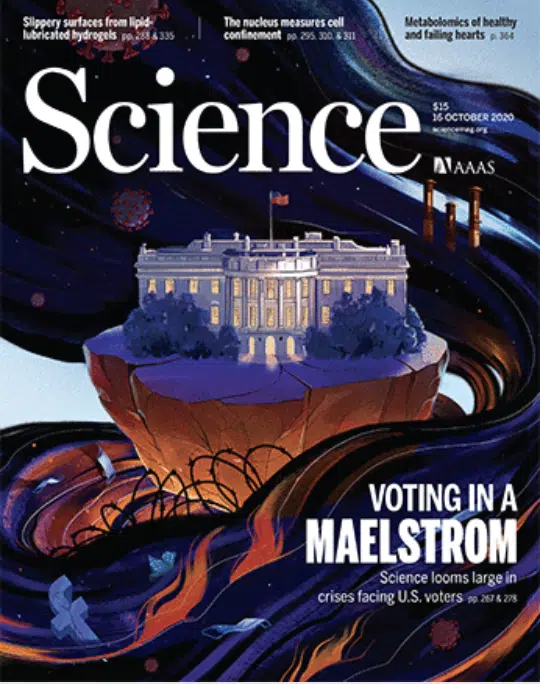 Slippery surfaces from lipid-
lubricated hydrogels pp. 288 & 335
The nucleus measures cell
confinement pp. 295, 310, & 311
Metabolomics of healthy
and failing hearts p. 364
Science
$15
16 OCTOBER 2020
sciencemag.org
AAAS
VOTING IN A
MAELSTROM
Science looms large in
crises facing U.S. voters pp. 267 & 278